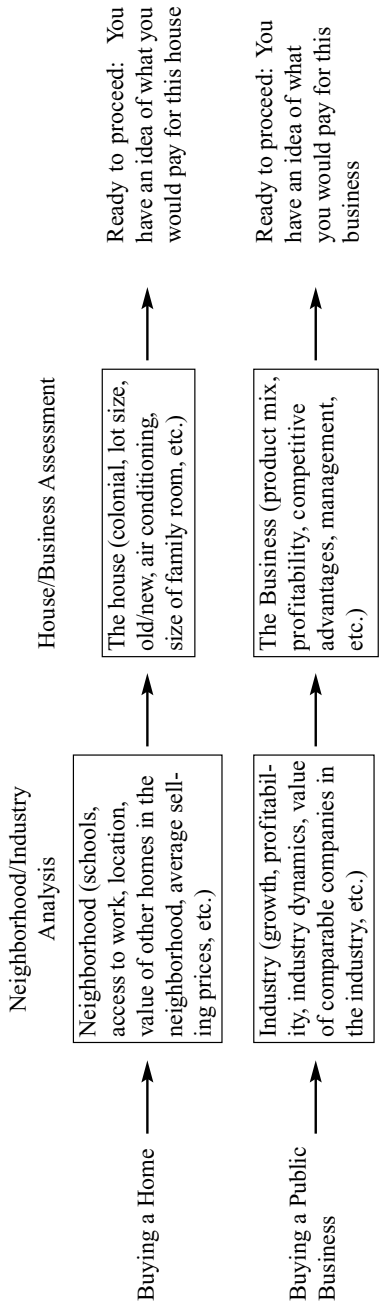 Neighborhood/Industry
Analysis
House/Business Assessment
Buying a Home
Neighborhood (schools,
access to work, location,
value of other homes in the
neighborhood, average sell-
ing prices, etc.)
The house (colonial, lot size,
old/new, air conditioning,
size of family room, etc.)
Ready to proceed: You
have an idea of what you
would pay for this house
Buying a Public
Business
Industry (growth, profitabil-
ity, industry dynamics, value
of comparable companies in
the industry, etc.)
The Business (product mix,
profitability, competitive
advantages, management,
etc.)
Ready to proceed: You
have an idea of what
you would pay for this
business